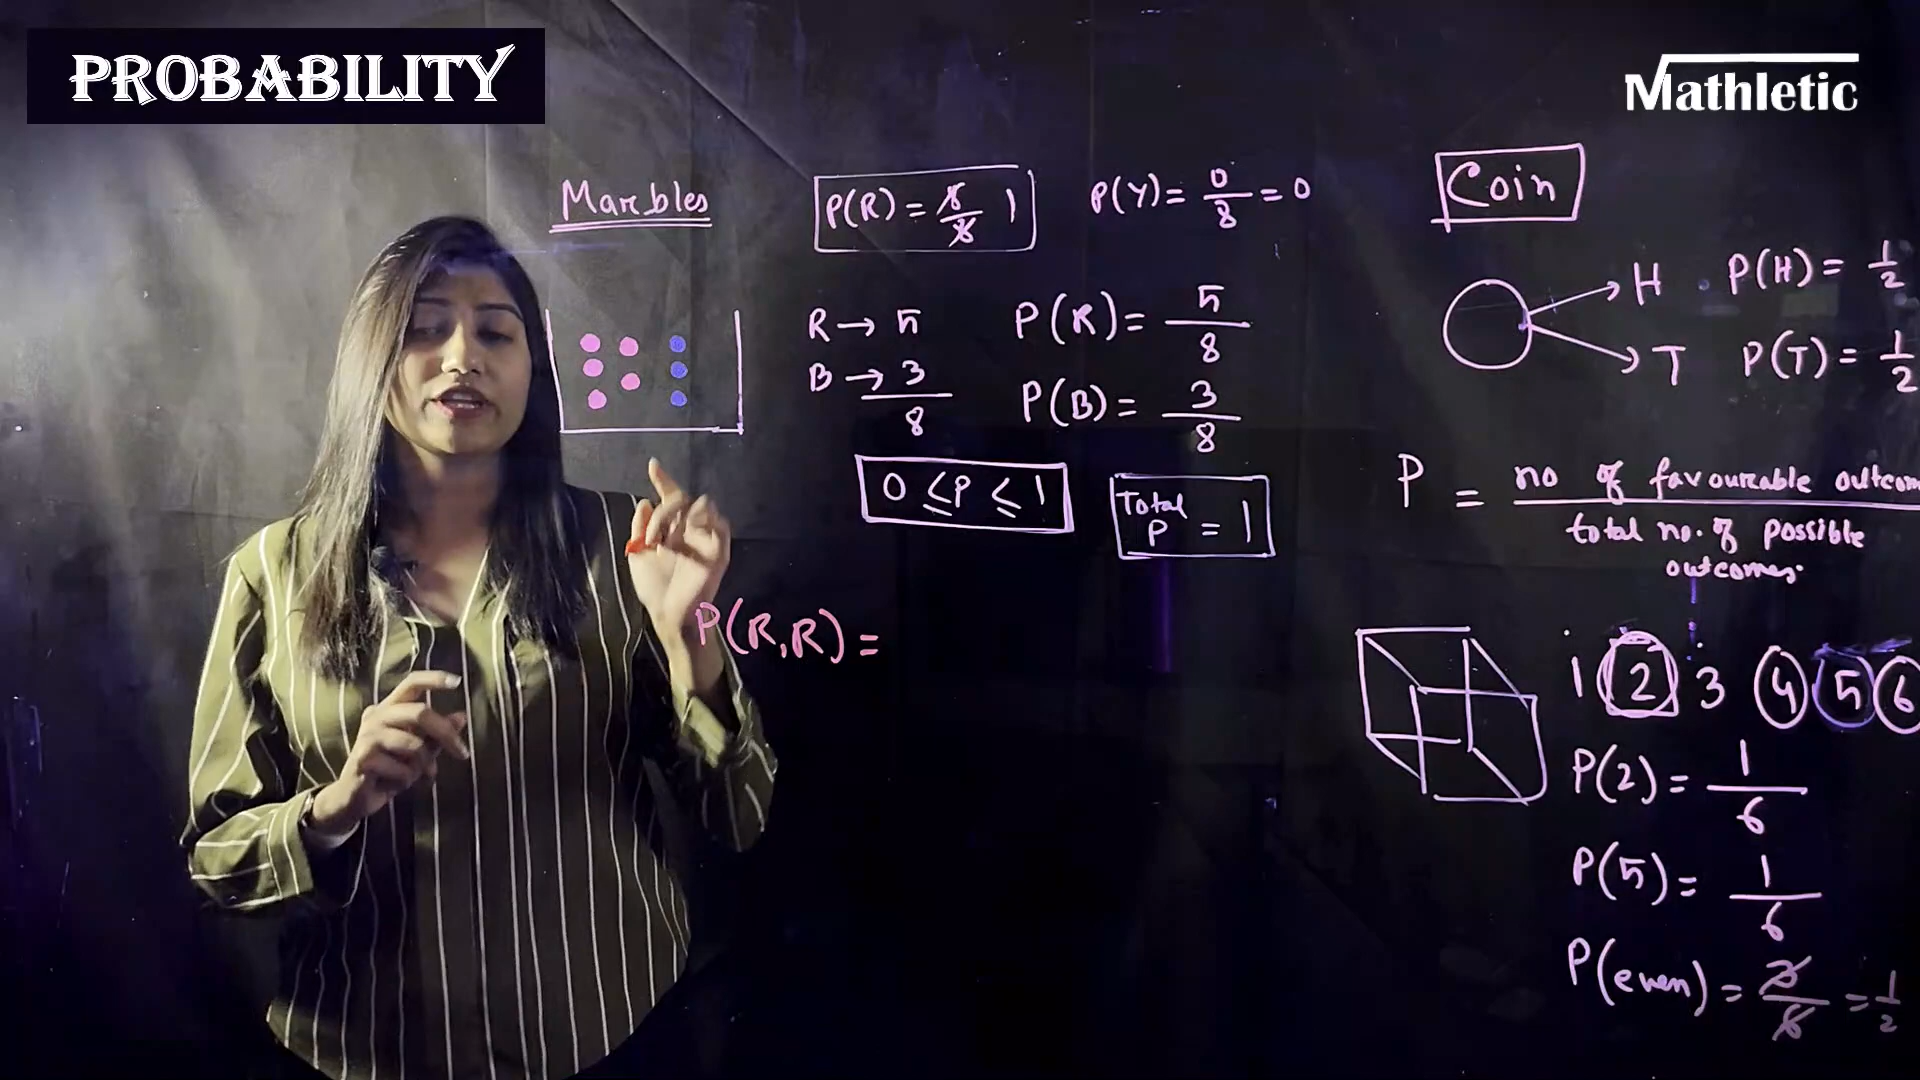 PROBABILITY
Mathletic
Marbles
P(R) = 8/8 1
P(Y) = 0/8 = 0
R → 5
B → 3
8
P(R) = 5/8
P(B) = 3/8
0 ≤ P ≤ 1
Total P = 1
P(R,R) =
Coin
H P(H) = 1/2
T P(T) = 1/2
P = no of favourable outcom
total no. of possible
outcomes.
1 2 3 4 5 6
P(2) = 1/6
P(5) = 1/6
P(even) = 3/6 = 1/2